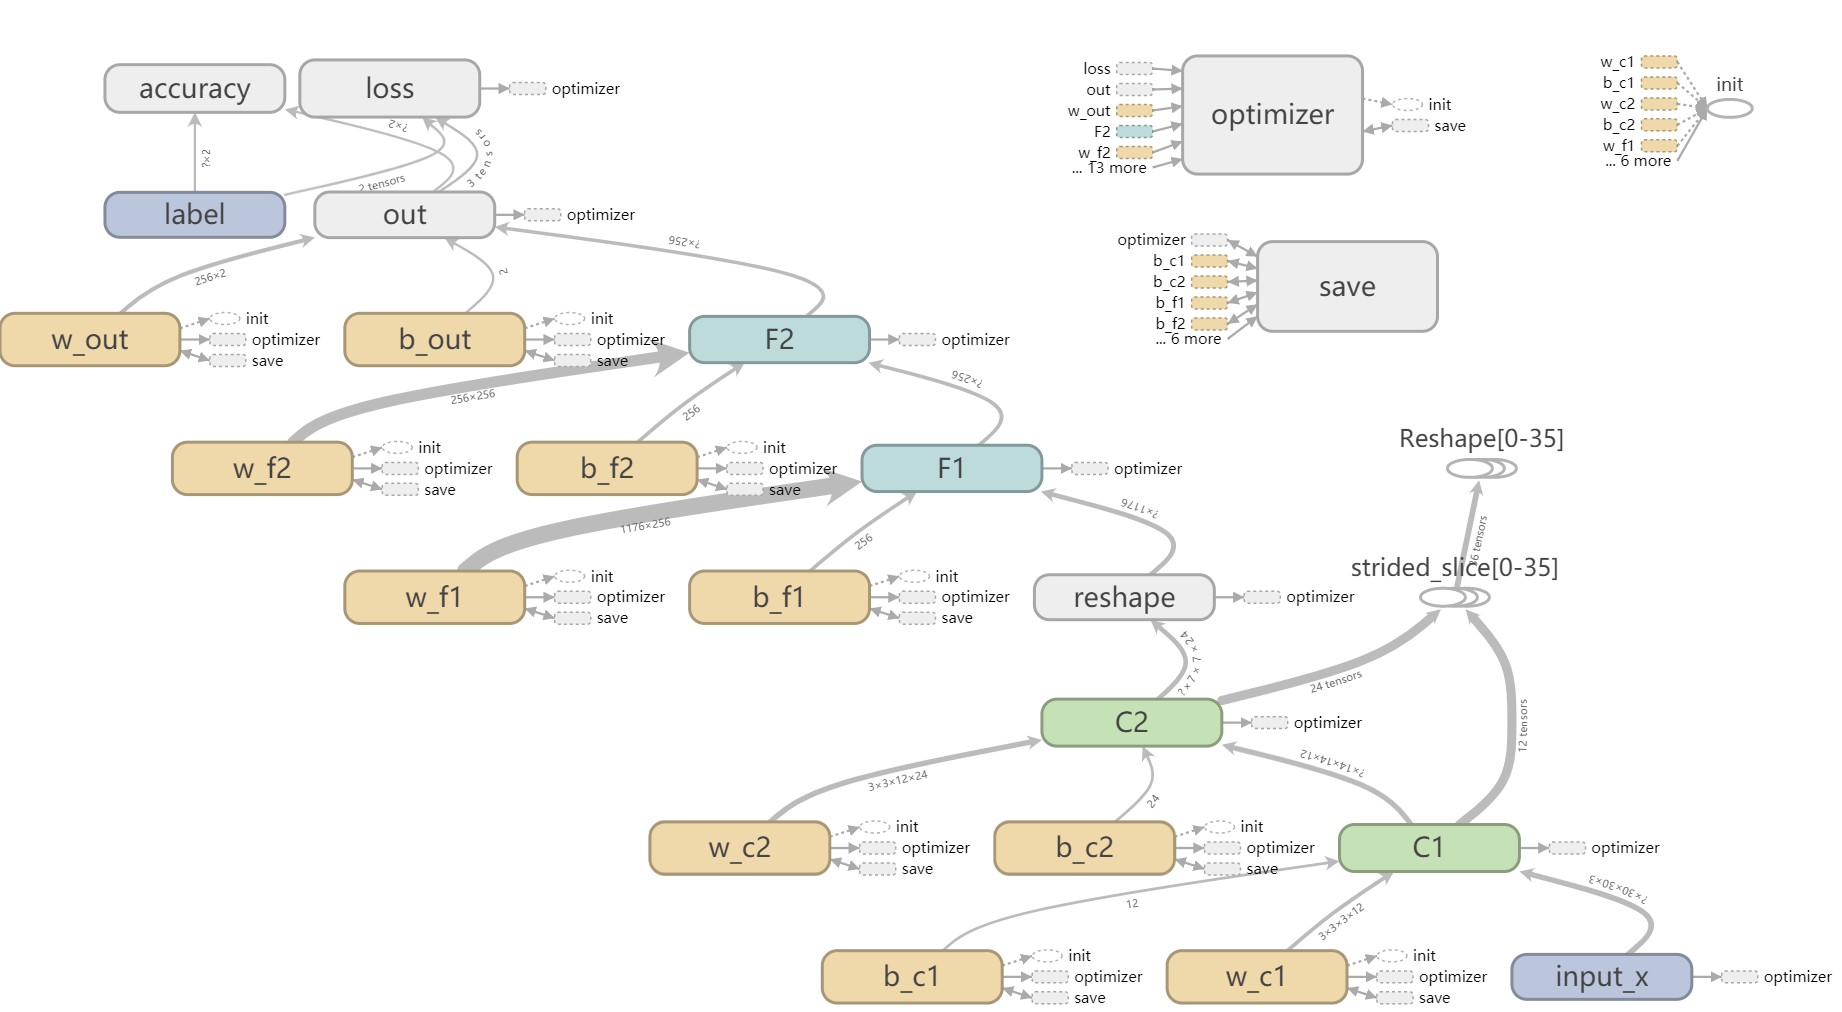 accuracy
loss
optimizer
?×2
?×2
2 tensors
3 tensors
label
out
optimizer
256×2
2
?×256
w_out
init
optimizer
save
b_out
init
optimizer
save
F2
optimizer
256×256
256
?×256
w_f2
init
optimizer
save
b_f2
init
optimizer
save
F1
optimizer
1176×256
256
?×1176
w_f1
init
optimizer
save
b_f1
init
optimizer
save
reshape
optimizer
?×7×7×24
C2
optimizer
24 tensors
12 tensors
3×3×12×24
24
?×14×14×12
w_c2
init
optimizer
save
b_c2
init
optimizer
save
C1
optimizer
12
3×3×3×12
?×30×30×3
b_c1
init
optimizer
save
w_c1
init
optimizer
save
input_x
optimizer
Reshape[0-35]
36 tensors
strided_slice[0-35]
loss
out
w_out
F2
w_f2
... 13 more
optimizer
init
save
w_c1
b_c1
w_c2
b_c2
w_f1
... 6 more
init
optimizer
b_c1
b_c2
b_f1
b_f2
... 6 more
save